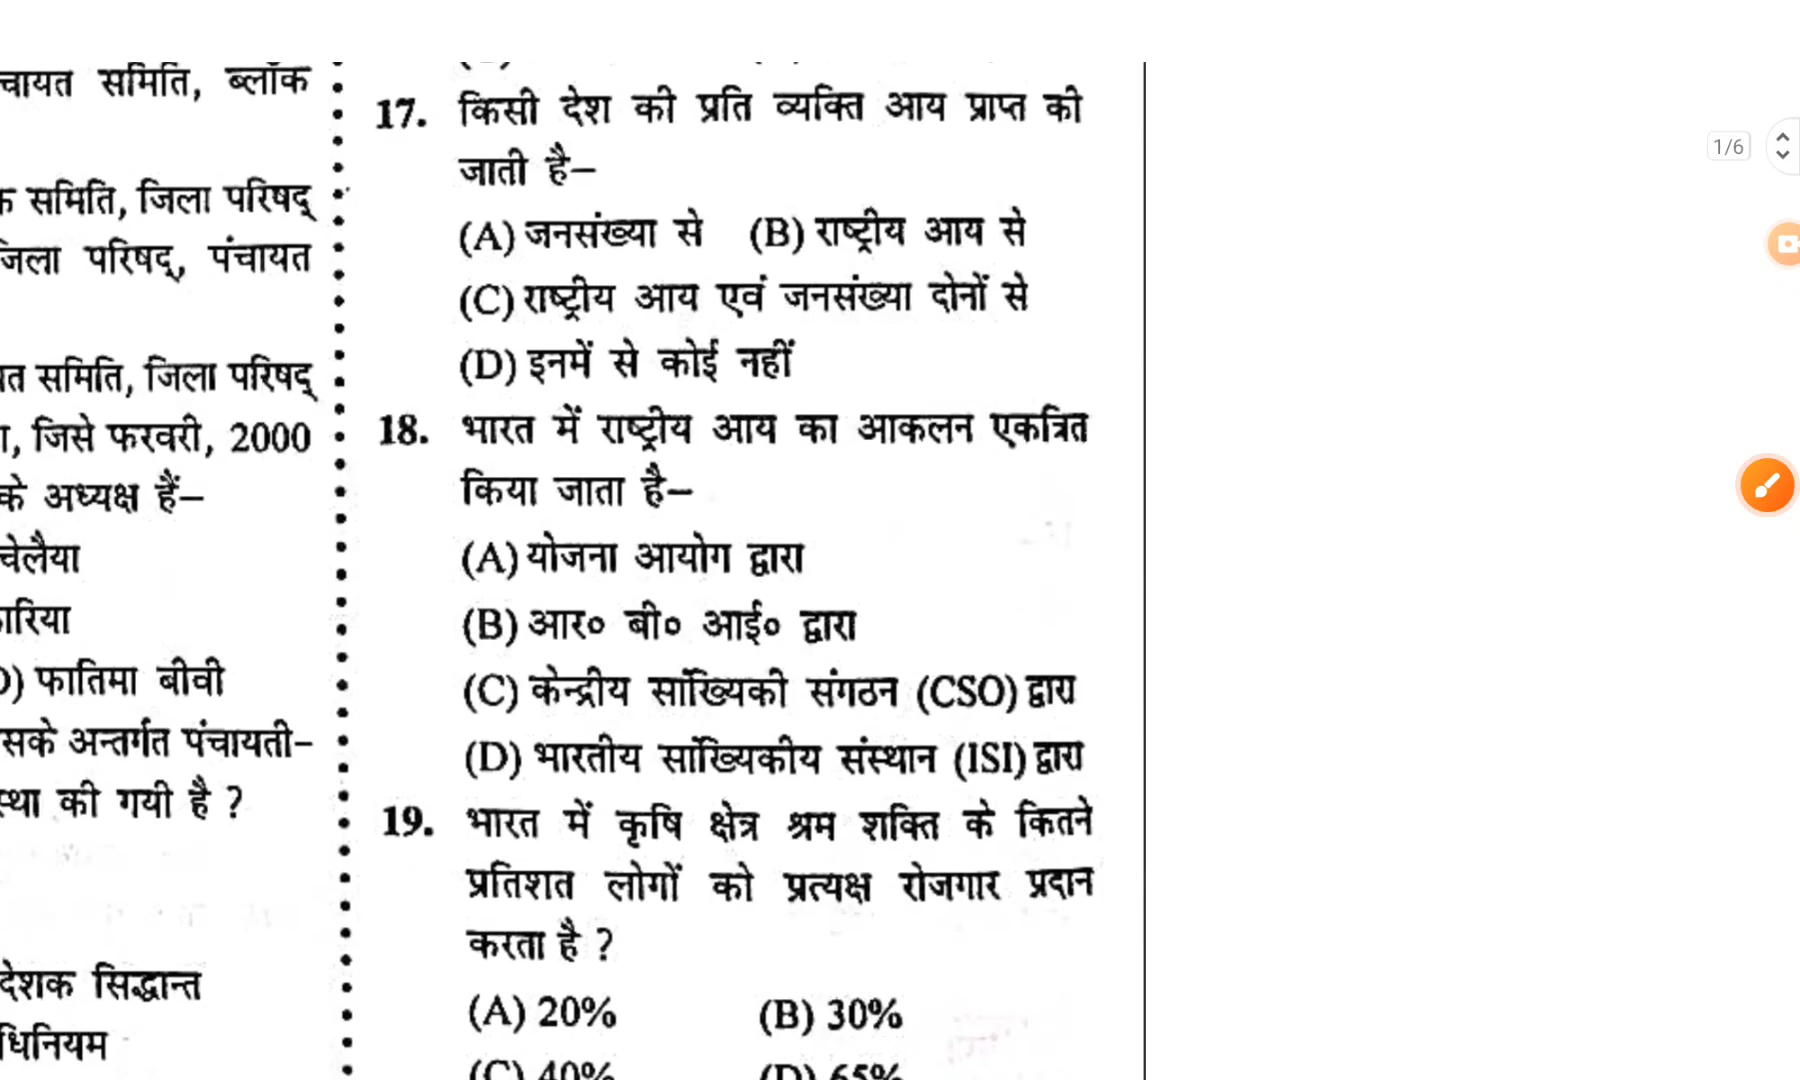 चायत समिति, ब्लॉक
समिति, जिला परिषद्
जिला परिषद्, पंचायत
समिति, जिला परिषद्
जिसे फरवरी, 2000
के अध्यक्ष हैं–
चेलैया
ारिया
D) फातिमा बीवी
सके अन्तर्गत पंचायती–
स्था की गयी है ?
देशक सिद्धान्त
धिनियम
17. किसी देश की प्रति व्यक्ति आय प्राप्त की
जाती है–
(A) जनसंख्या से (B) राष्ट्रीय आय से
(C) राष्ट्रीय आय एवं जनसंख्या दोनों से
(D) इनमें से कोई नहीं
18. भारत में राष्ट्रीय आय का आकलन एकत्रित
किया जाता है–
(A) योजना आयोग द्वारा
(B) आर० बी० आई० द्वारा
(C) केन्द्रीय सांख्यिकी संगठन (CSO) द्वारा
(D) भारतीय सांख्यिकीय संस्थान (ISI) द्वारा
19. भारत में कृषि क्षेत्र श्रम शक्ति के कितने
प्रतिशत लोगों को प्रत्यक्ष रोजगार प्रदान
करता है ?
(A) 20% (B) 30%
(C) 40% (D) 65%
1/6